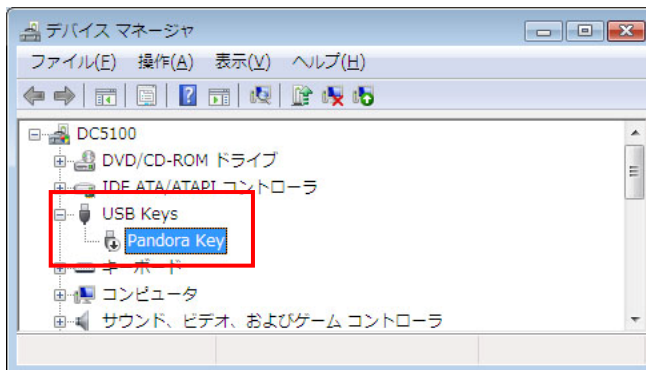 デバイス マネージャ
ファイル(F) 操作(A) 表示(V) ヘルプ(H)
DC5100
DVD/CD-ROM ドライブ
IDE ATA/ATAPI コントローラ
USB Keys
Pandora Key
キーボード
コンピュータ
サウンド、ビデオ、およびゲーム コントローラ